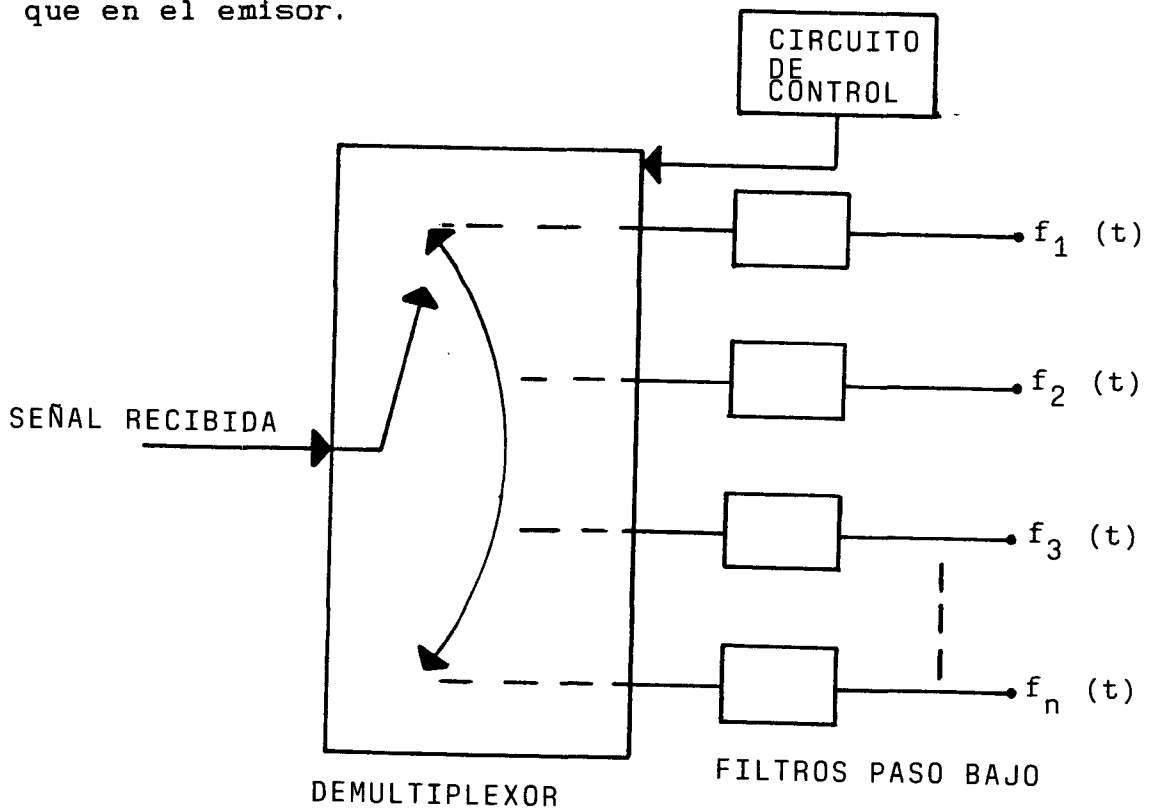 que en el emisor.
CIRCUITO
DE
CONTROL
f1 (t)
f2 (t)
SEÑAL RECIBIDA
f3 (t)
fn (t)
FILTROS PASO BAJO
DEMULTIPLEXOR